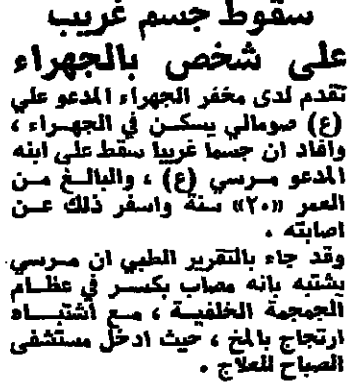 سقوط جسم غريب
على شخص بالجهراء
تقدم لدى مخفر الجهراء المدعو علي
(ع) صومالي يسكن في الجهراء ،
وافاد ان جسما غريبا سقط على ابنه
المدعو مرسي (ع) ، والبالغ من
العمر «٢٠» سنة واسفر ذلك عن
اصابته .
وقد جاء بالتقرير الطبي ان مرسي
يشتبه بانه مصاب بكسر في عظام
الجمجمة الخلفية ، مع اشتباه
ارتجاج بالمخ ، حيث ادخل مستشفى
الصباح للعلاج .